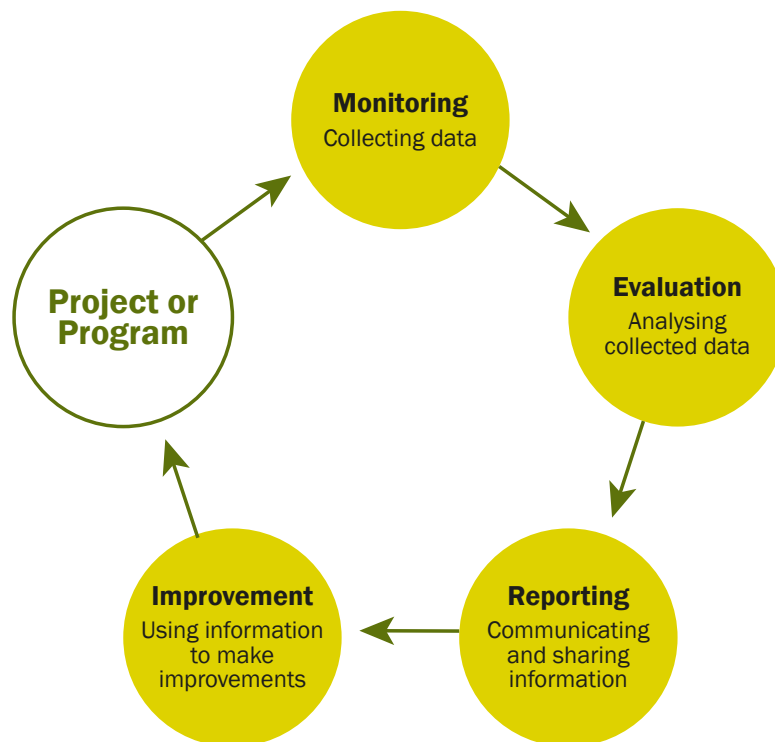 Monitoring
Collecting data
Project or
Program
Evaluation
Analysing
collected data
Improvement
Using information
to make
improvements
Reporting
Communicating
and sharing
information